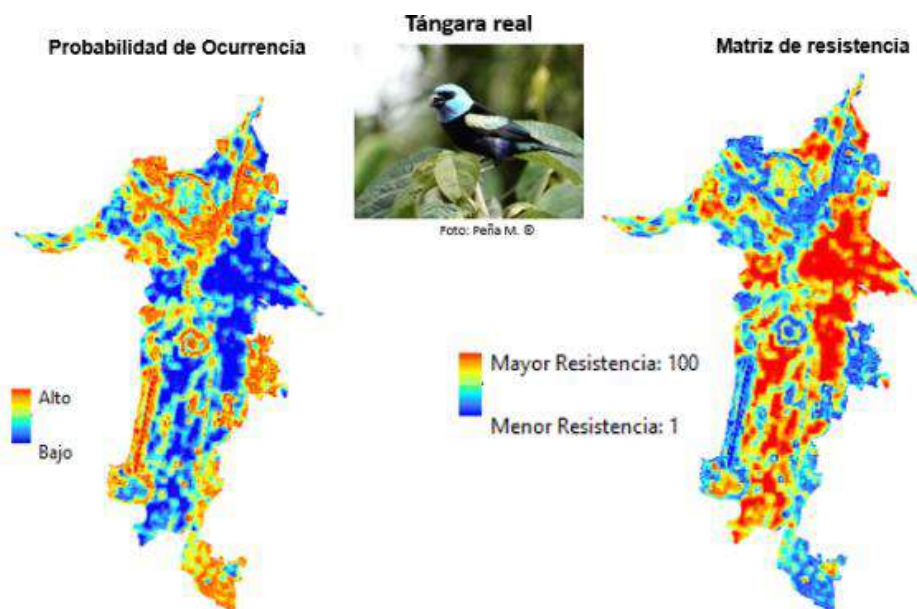 Tángara real
Probabilidad de Ocurrencia
Matriz de resistencia
Foto: Peña M. ©
Alto
Bajo
Mayor Resistencia: 100
Menor Resistencia: 1